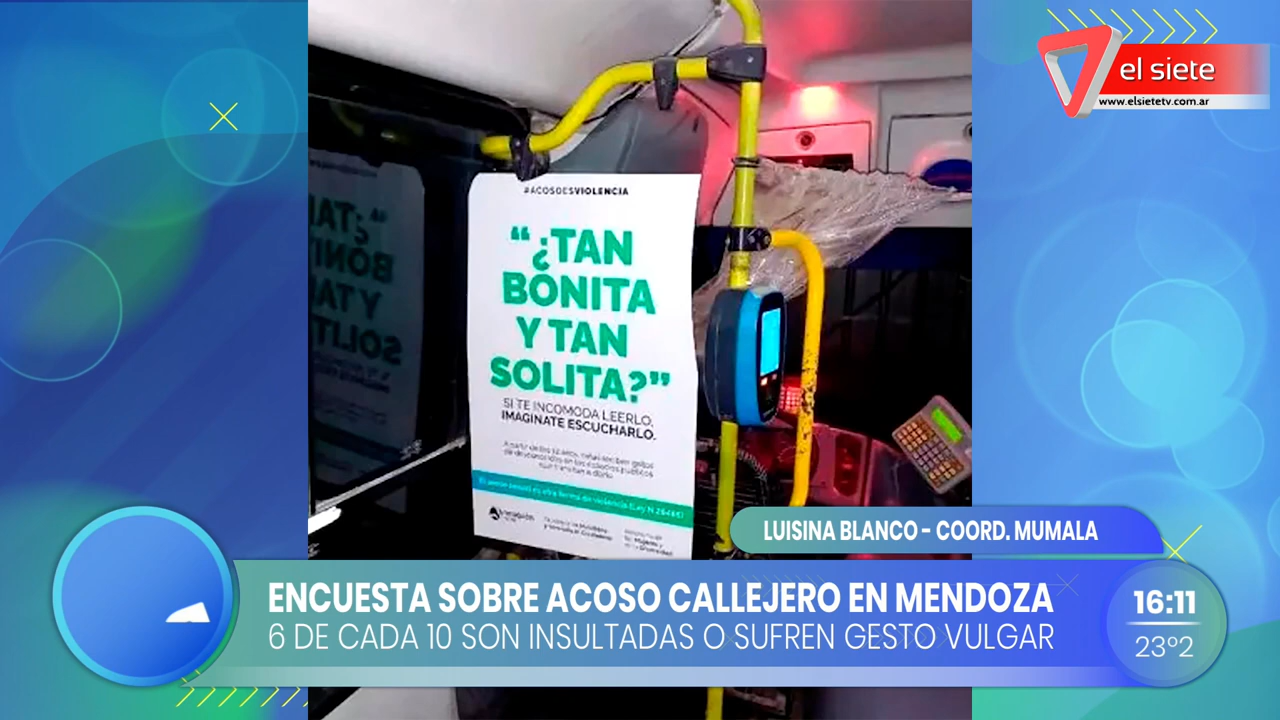 el siete
www.elsietetv.com.ar
#ACOSOESVIOLENCIA
“¿TAN
BONITA
Y TAN
SOLITA?”
SI TE INCOMODA LEERLO,
IMAGINATE ESCUCHARLO.
LUISINA BLANCO - COORD. MUMALA
ENCUESTA SOBRE ACOSO CALLEJERO EN MENDOZA
6 DE CADA 10 SON INSULTADAS O SUFREN GESTO VULGAR
16:11
23º2